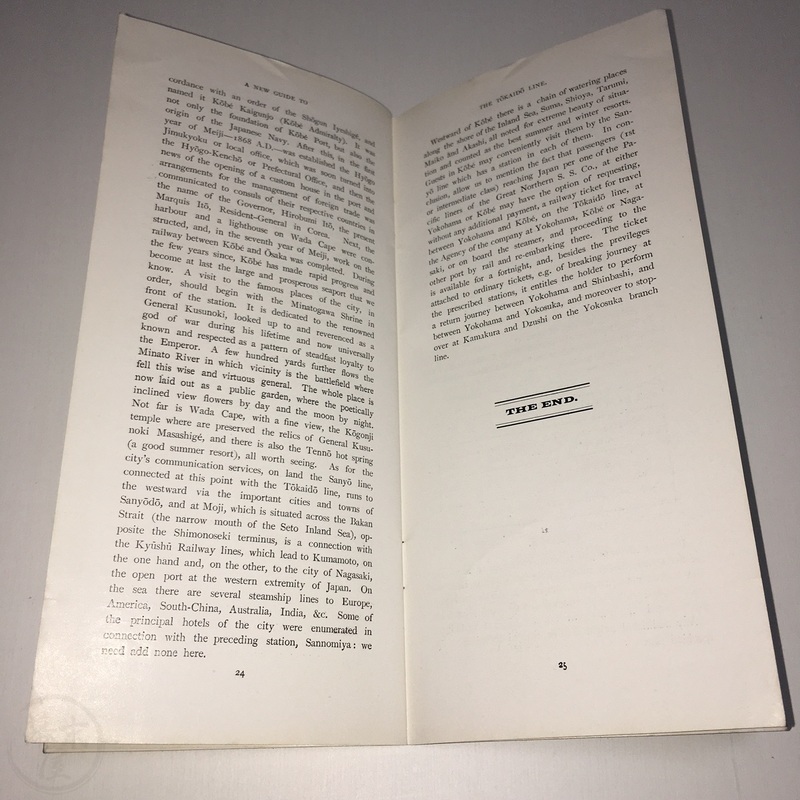 A NEW GUIDE TO
cordance with an order of the Shōgun Iyeshigé, and
named it Kōbé Kaigunjo (Kōbé Admiralty). It was
not only the foundation of Kōbé Port, but also the
origin of the Japanese Navy. After this, in the first
year of Meiji—1868 A.D.—was established the Hyōgo
Jimukyoku or local office, which was soon turned into
the Hyōgo-Kenchō or Prefectural Office, and then the
news of the opening of a custom house in the port and
arrangements for the management of foreign trade was
communicated to consuls of their respective countries in
the name of the Governor, Hirobumi Itō, the present
Marquis Itō, Resident-General in Corea. Next, the
harbour and a lighthouse on Wada Cape were con-
structed, and, in the seventh year of Meiji, work on the
railway between Kōbé and Ōsaka was completed. During
the few years since, Kōbé has made rapid progress and
become at last the large and prosperous seaport that we
know. A visit to the famous places of the city, in
order, should begin with the Minatogawa Shrine in
front of the station. It is dedicated to the renowned
General Kusunoki, looked up to and reverenced as a
god of war during his lifetime and now universally
known and respected as a pattern of steadfast loyalty to
the Emperor. A few hundred yards further flows the
Minato River in which vicinity is the battlefield where
fell this wise and virtuous general. The whole place is
now laid out as a public garden, where the poetically
inclined view flowers by day and the moon by night.
Not far is Wada Cape, with a fine view, the Kōgonji
temple where are preserved the relics of General Kusu-
noki Masashigé, and there is also the Tennō hot spring
(a good summer resort), all worth seeing. As for the
city's communication services, on land the Sanyō line,
connected at this point with the Tōkaidō line, runs to
the westward via the important cities and towns of
Sanyōdō, and at Moji, which is situated across the Bakan
Strait (the narrow mouth of the Seto Inland Sea), op-
posite the Shimonoseki terminus, is a connection with
the Kyūshū Railway lines, which lead to Kumamoto, on
the one hand and, on the other, to the city of Nagasaki,
the open port at the western extremity of Japan. On
the sea there are several steamship lines to Europe,
America, South-China, Australia, India, &c. Some of
the principal hotels of the city were enumerated in
connection with the preceding station, Sannomiya: we
need add none here.
24
THE TŌKAIDŌ LINE.
Westward of Kōbé there is a chain of watering places
along the shore of the Inland Sea, Suma, Shioya, Tarumi,
Maiko and Akashi, all noted for extreme beauty of situa-
tion and counted as the best summer and winter resorts.
Guests in Kōbé may conveniently visit them by the San-
yō line which has a station in each of them. In con-
clusion, allow us to mention the fact that passengers (1st
or intermediate class) reaching Japan per one of the Pa-
cific liners of the Great Northern S. S. Co., at either
Yokohama or Kōbé may have the option of requesting,
without any additional payment, a railway ticket for travel
between Yokohama and Kōbé, on the Tōkaidō line, at
the Agency of the company at Yokohama, Kōbé or Naga-
saki, or on board the steamer, and proceeding to the
other port by rail and re-embarking there. The ticket
is available for a fortnight, and, besides the previleges
attached to ordinary tickets, e.g. of breaking journey at
the prescribed stations, it entitles the holder to perform
a return journey between Yokohama and Shinbashi, and
between Yokohama and Yokosuka, and moreover to stop-
over at Kamakura and Dzushi on the Yokosuka branch
line.
THE END.
25